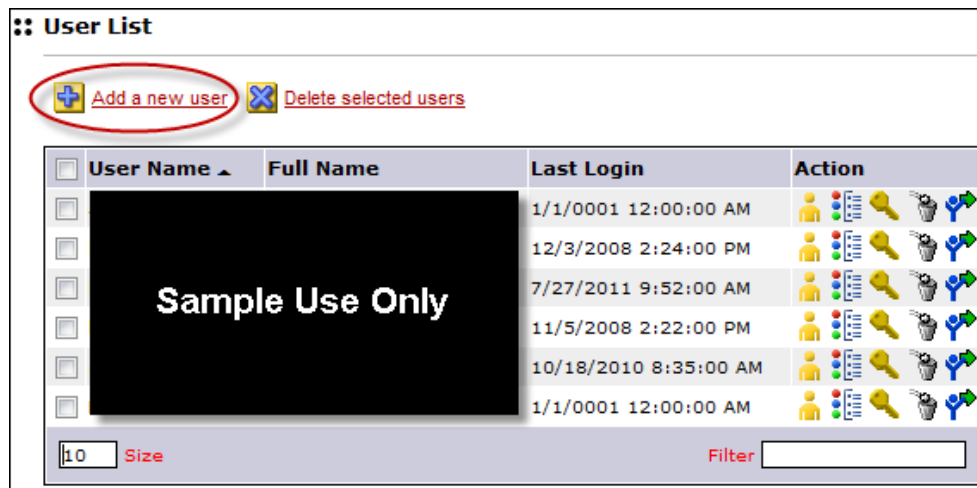 User List
Add a new user Delete selected users
User Name Full Name Last Login Action
1/1/0001 12:00:00 AM
12/3/2008 2:24:00 PM
Sample Use Only
7/27/2011 9:52:00 AM
11/5/2008 2:22:00 PM
10/18/2010 8:35:00 AM
1/1/0001 12:00:00 AM
10 Size Filter